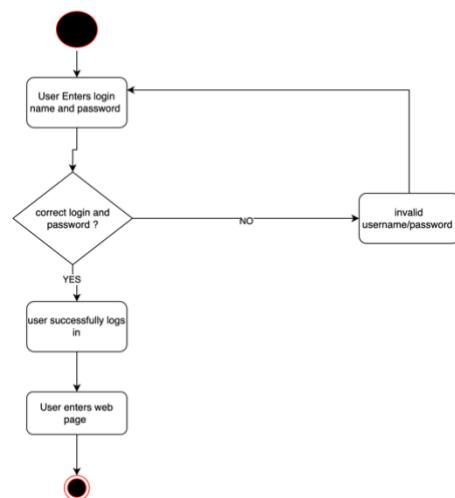 User Enters login
name and password
correct login and
password ?
NO
invalid
username/password
YES
user successfully logs
in
User enters web
page